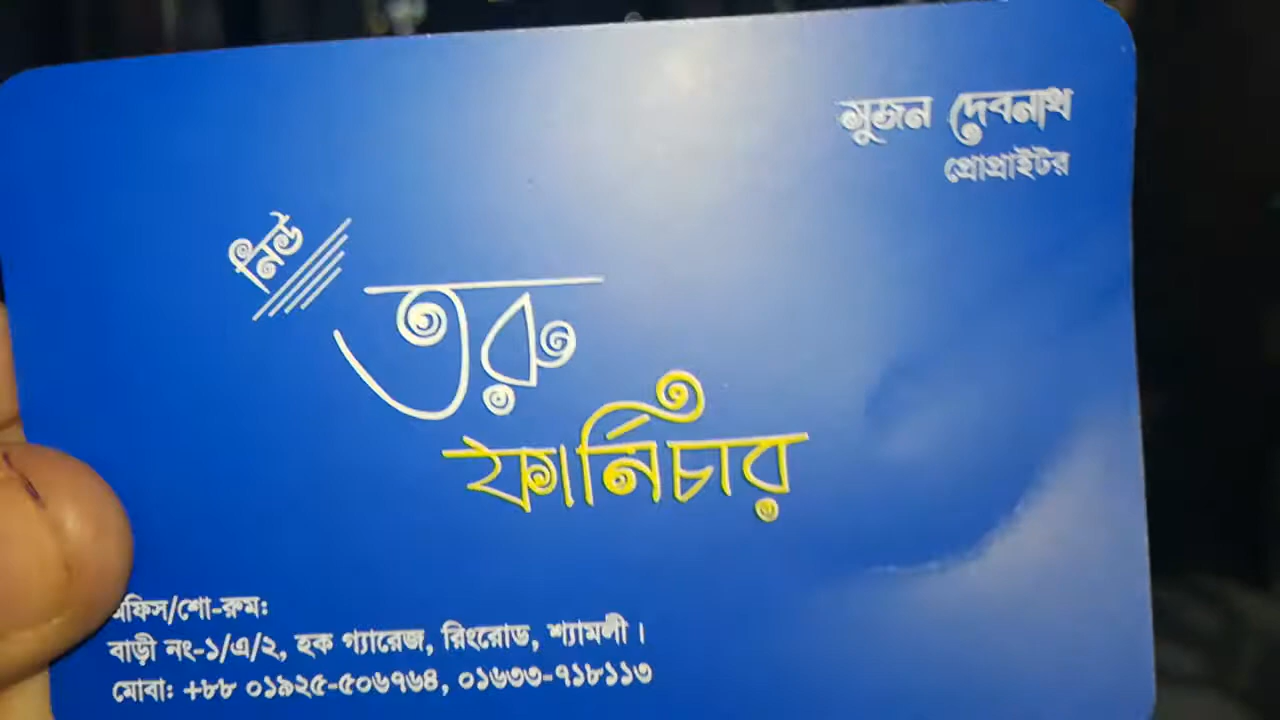 সুজন দেবনাথ
প্রোপ্রাইটর
নিউ
তরু
ফার্নিচার
অফিস/শো-রুম:
বাড়ী নং-১/এ/২, হক গ্যারেজ, রিংরোড, শ্যামলী।
মোবা: +৮৮ ০১৯২৫-৫০৬৭৬৪, ০১৬৩৩-৭১৮১১৩